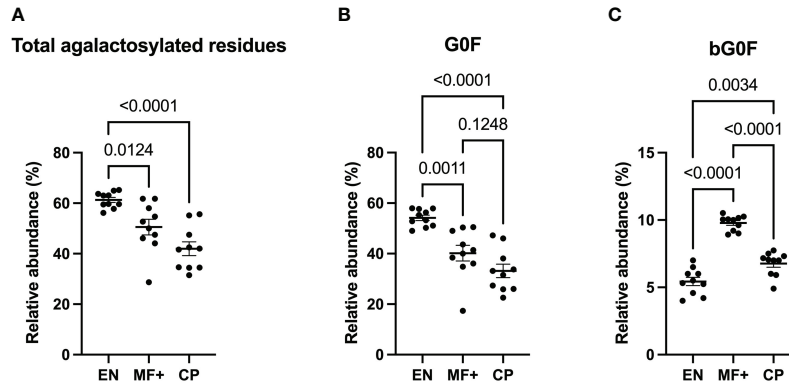 A
Total agalactosylated residues
<0.0001
0.0124
80
60
40
20
0
Relative abundance (%)
EN MF+ CP
B
G0F
<0.0001
0.1248
0.0011
80
60
40
20
0
Relative abundance (%)
EN MF+ CP
C
bG0F
0.0034
<0.0001
<0.0001
15
10
5
0
Relative abundance (%)
EN MF+ CP